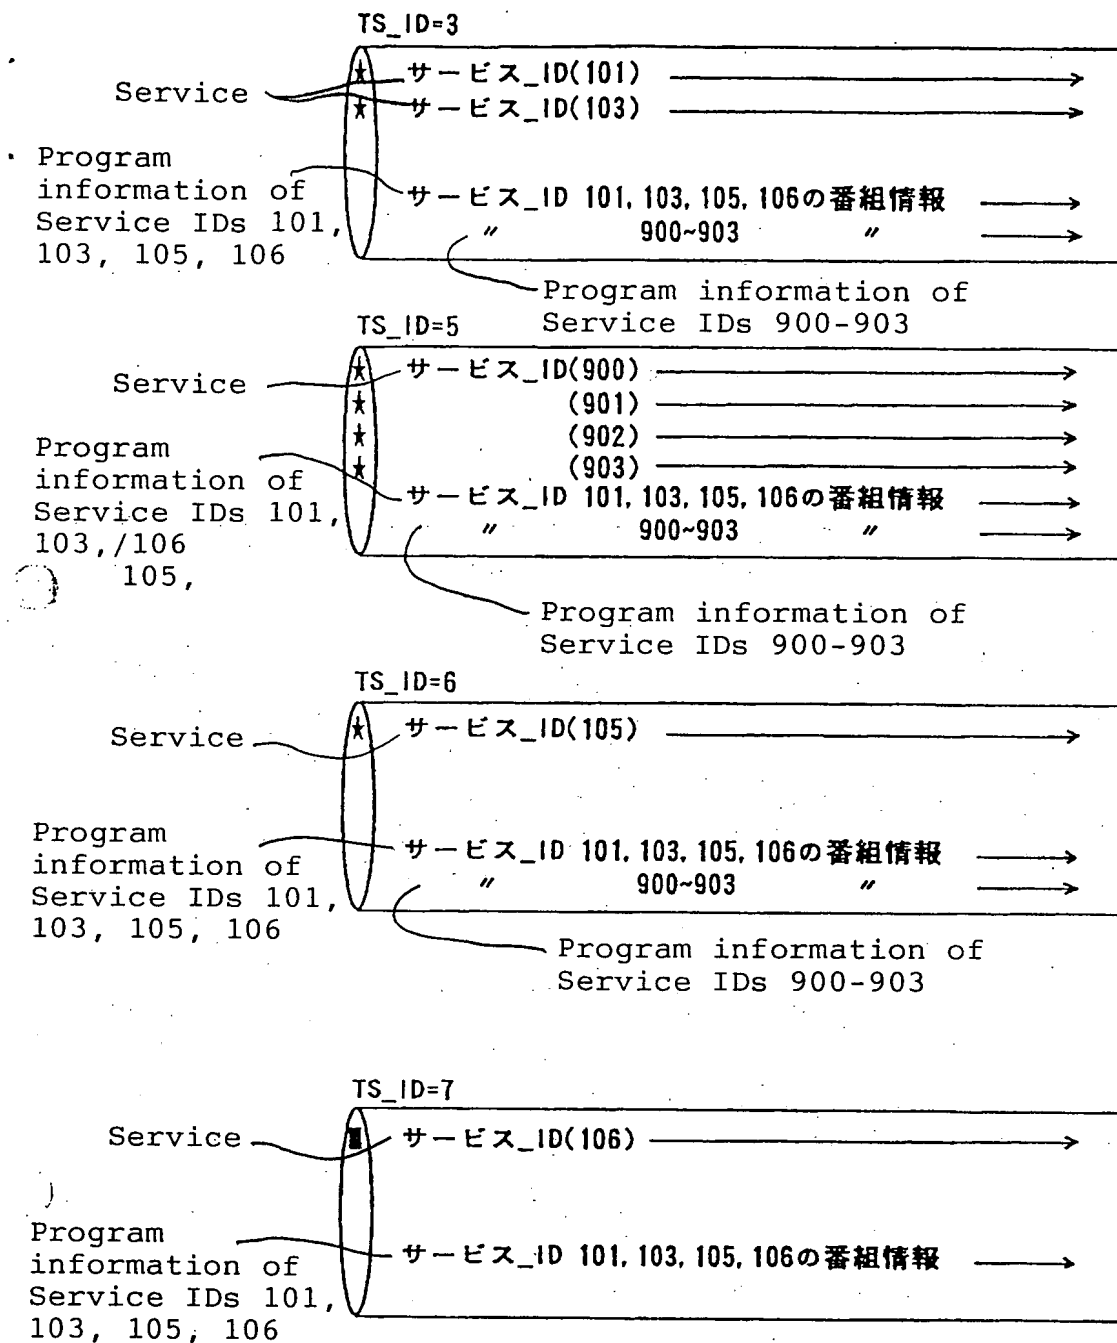 TS_ID=3
Service
サービス_ID(101)
サービス_ID(103)
Program
information of
Service IDs 101,
103, 105, 106
サービス_ID 101, 103, 105, 106の番組情報
〃 900~903 〃
Program information of
Service IDs 900-903
TS_ID=5
Service
サービス_ID(900)
(901)
(902)
(903)
Program
information of
Service IDs 101,
103,/106
105,
サービス_ID 101, 103, 105, 106の番組情報
〃 900~903 〃
Program information of
Service IDs 900-903
TS_ID=6
Service
サービス_ID(105)
Program
information of
Service IDs 101,
103, 105, 106
サービス_ID 101, 103, 105, 106の番組情報
〃 900~903 〃
Program information of
Service IDs 900-903
TS_ID=7
Service
サービス_ID(106)
Program
information of
Service IDs 101,
103, 105, 106
サービス_ID 101, 103, 105, 106の番組情報